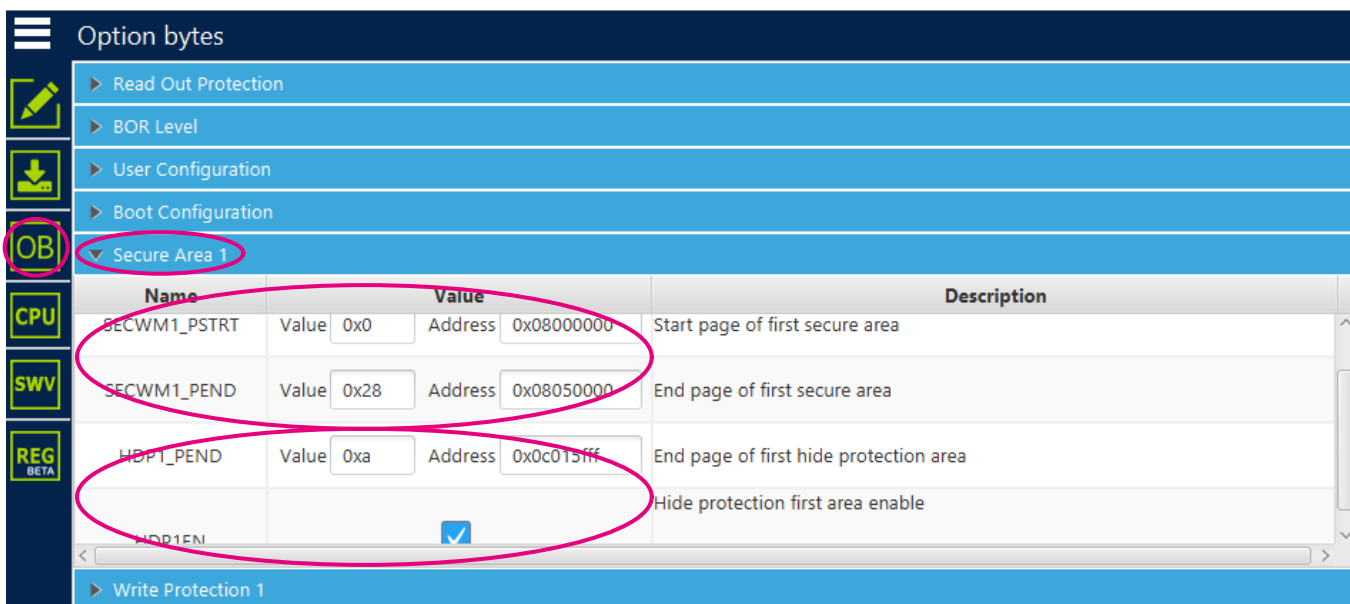 Option bytes
Read Out Protection
BOR Level
User Configuration
Boot Configuration
OB
Secure Area 1
Name Value Description
CPU
SECWM1_PSTRT Value 0x0 Address 0x08000000 Start page of first secure area
SWV
SECWM1_PEND Value 0x28 Address 0x08050000 End page of first secure area
REG
BETA
HDP1_PEND Value 0xa Address 0x0c015fff End page of first hide protection area
Hide protection first area enable
HDP1EN
Write Protection 1